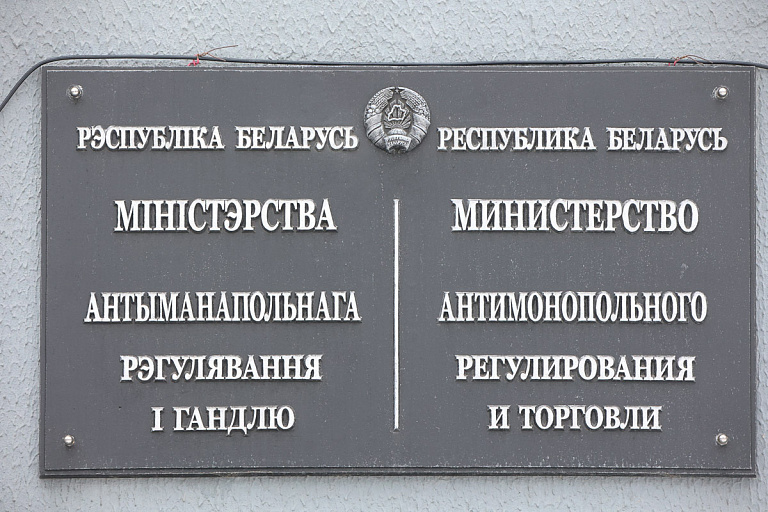 РЭСПУБЛІКА БЕЛАРУСЬ
МІНІСТЭРСТВА
АНТЫМАНАПОЛЬНАГА
РЭГУЛЯВАННЯ
І ГАНДЛЮ
РЕСПУБЛИКА БЕЛАРУСЬ
МИНИСТЕРСТВО
АНТИМОНОПОЛЬНОГО
РЕГУЛИРОВАНИЯ
И ТОРГОВЛИ